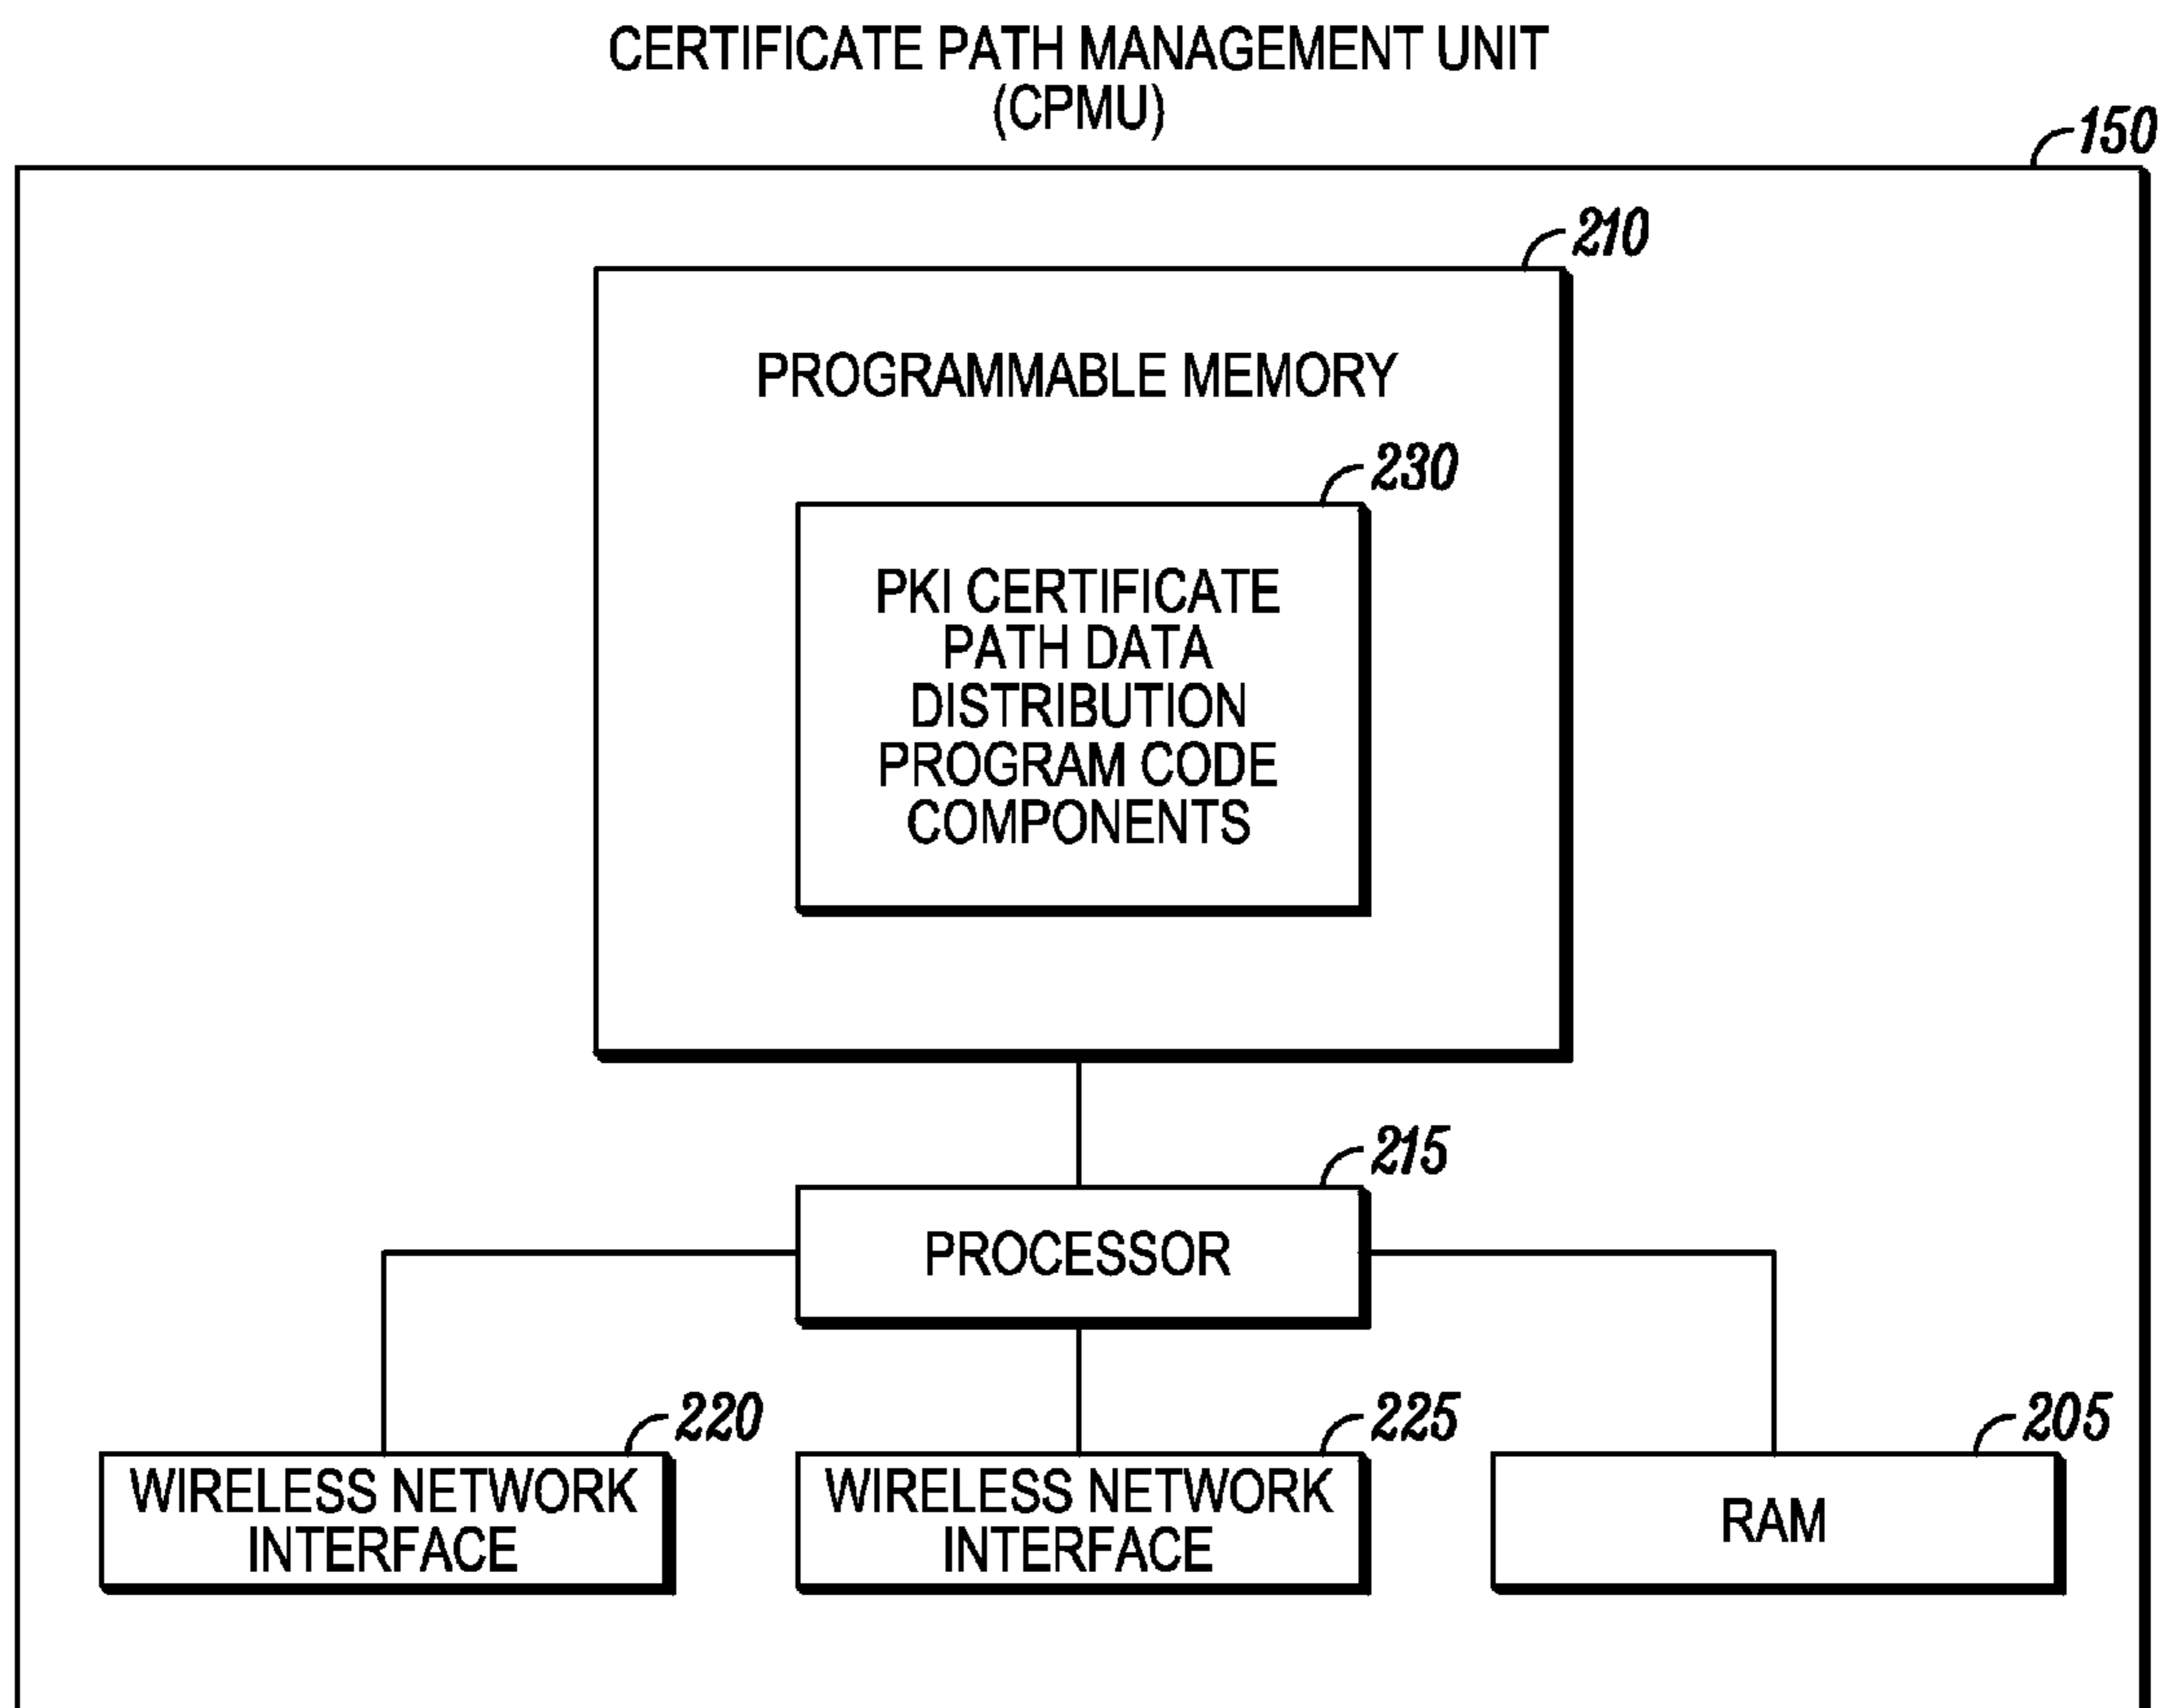 CERTIFICATE PATH MANAGEMENT UNIT
(CPMU)
150
210
PROGRAMMABLE MEMORY
230
PKI CERTIFICATE
PATH DATA
DISTRIBUTION
PROGRAM CODE
COMPONENTS
215
PROCESSOR
220
WIRELESS NETWORK
INTERFACE
225
WIRELESS NETWORK
INTERFACE
205
RAM